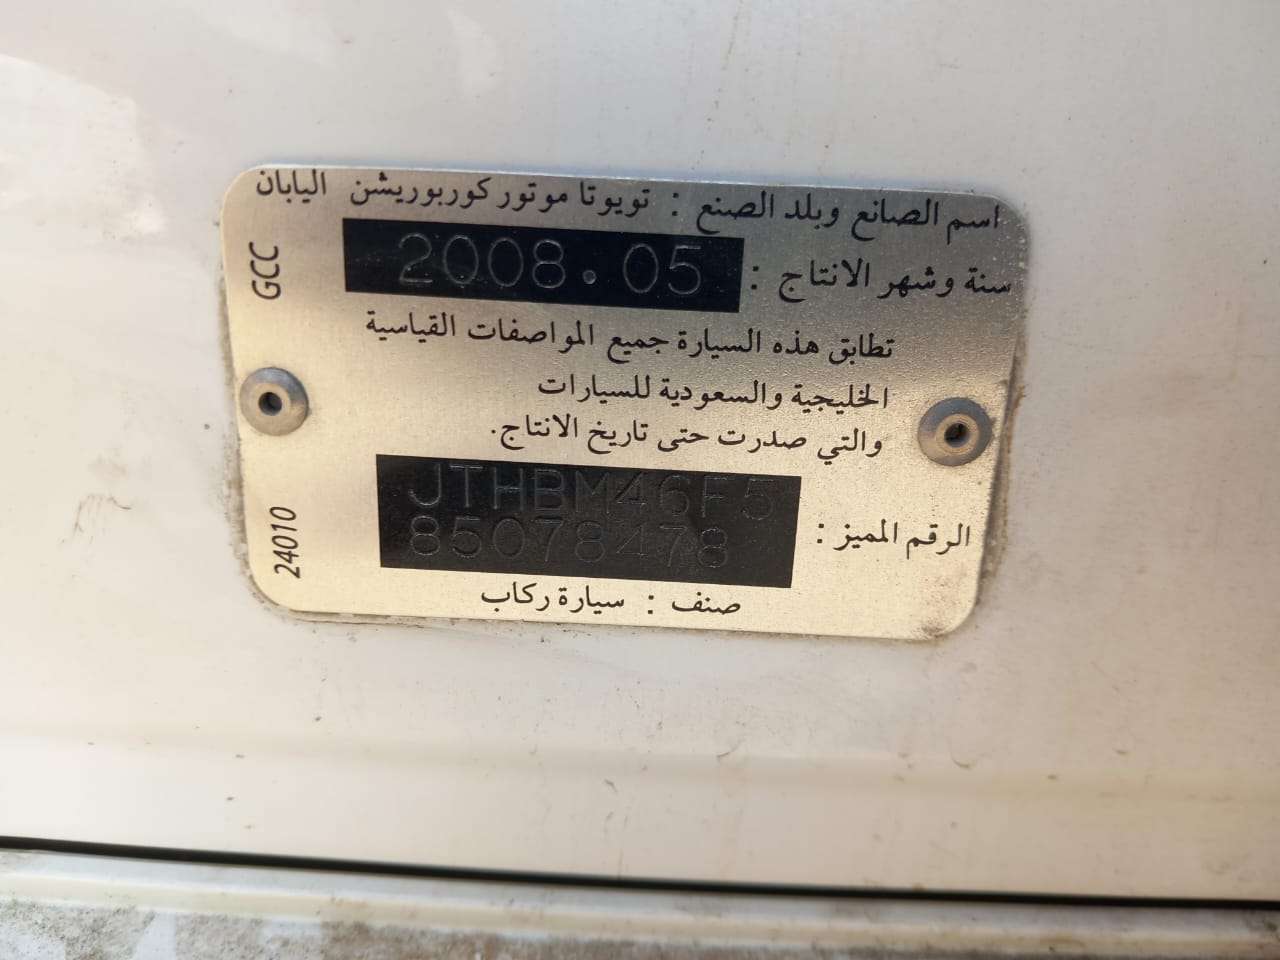 اسم الصانع وبلد الصنع : تويوتا موتور كوربوريشن اليابان
سنة وشهر الانتاج : 2008.05
تطابق هذه السيارة جميع المواصفات القياسية
الخليجية والسعودية للسيارات
والتي صدرت حتى تاريخ الانتاج.
الرقم المميز :
JTHBM46F5
85078478
صنف : سيارة ركاب
GCC
24010